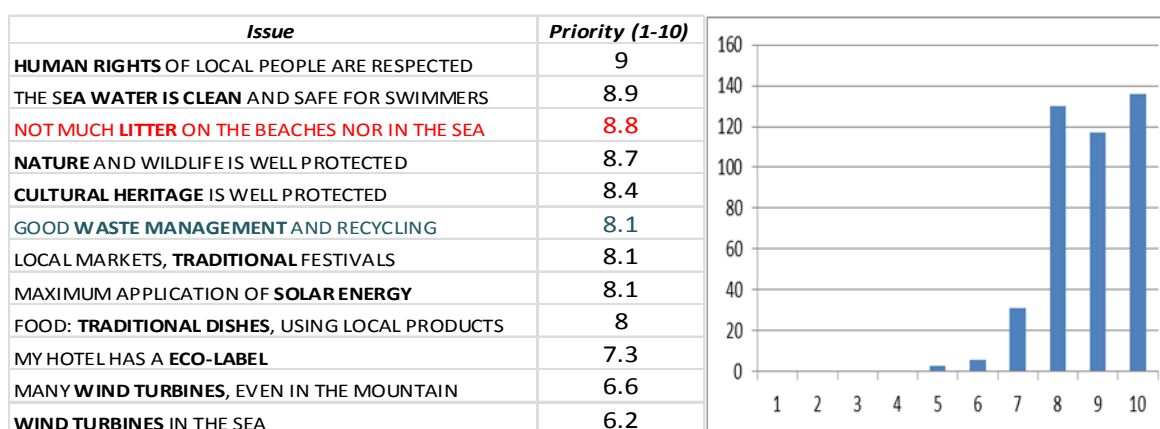 Issue Priority (1-10)
HUMAN RIGHTS OF LOCAL PEOPLE ARE RESPECTED 9
THE SEA WATER IS CLEAN AND SAFE FOR SWIMMERS 8.9
NOT MUCH LITTER ON THE BEACHES NOR IN THE SEA 8.8
NATURE AND WILDLIFE IS WELL PROTECTED 8.7
CULTURAL HERITAGE IS WELL PROTECTED 8.4
GOOD WASTE MANAGEMENT AND RECYCLING 8.1
LOCAL MARKETS, TRADITIONAL FESTIVALS 8.1
MAXIMUM APPLICATION OF SOLAR ENERGY 8.1
FOOD: TRADITIONAL DISHES, USING LOCAL PRODUCTS 8
MY HOTEL HAS A ECO-LABEL 7.3
MANY WIND TURBINES, EVEN IN THE MOUNTAIN 6.6
WIND TURBINES IN THE SEA 6.2
160
140
120
100
80
60
40
20
0
1 2 3 4 5 6 7 8 9 10